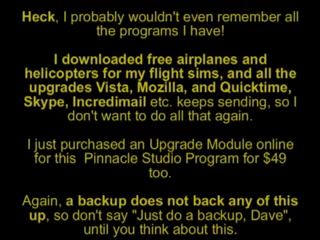 Heck, I probably wouldn't even remember all
the programs I have!
I downloaded free airplanes and
helicopters for my flight sims, and all the
upgrades Vista, Mozilla, and Quicktime,
Skype, Incredimail etc. keeps sending, so I
don't want to do all that again.
I just purchased an Upgrade Module online
for this Pinnacle Studio Program for $49
too.
Again, a backup does not back any of this
up, so don't say "Just do a backup, Dave",
until you think about this.